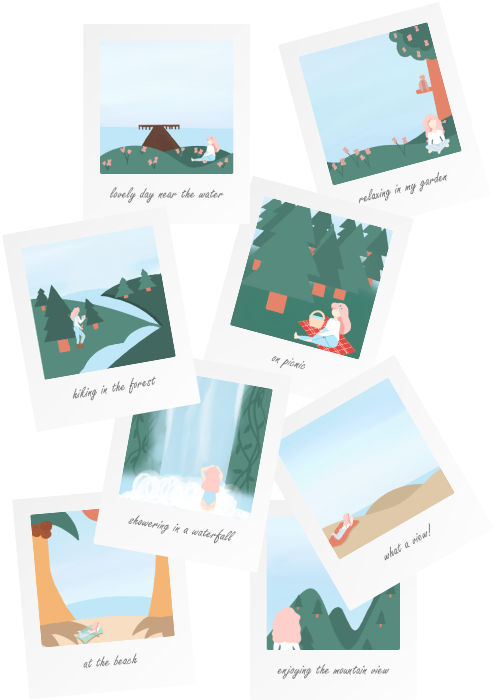 lovely day near the water
relaxing in my garden
on picnic
hiking in the forest
showering in a waterfall
what a view!
at the beach
enjoying the mountain view